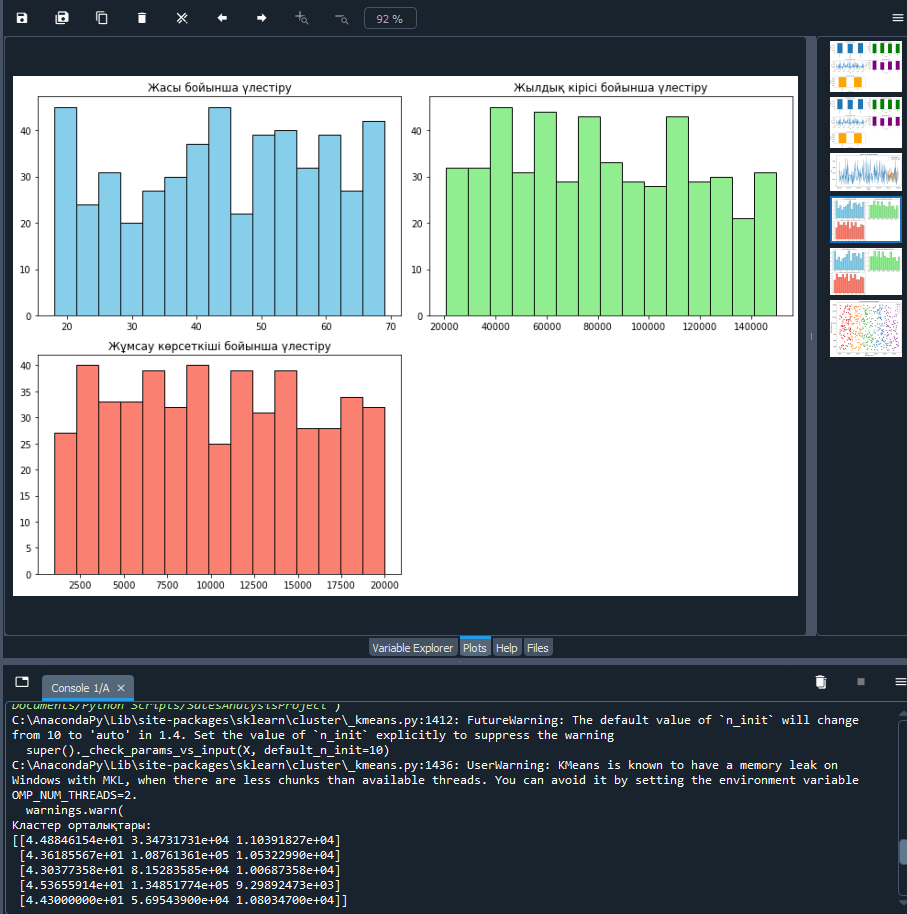 92 %
Жасы бойынша үлестіру
40
30
20
10
0
20 30 40 50 60 70
Жылдық кірісі бойынша үлестіру
40
30
20
10
0
20000 40000 60000 80000 100000 120000 140000
Жұмсау көрсеткіші бойынша үлестіру
40
35
30
25
20
15
10
5
0
2500 5000 7500 10000 12500 15000 17500 20000
Variable Explorer Plots Help Files
Console 1/A
Documents/Python Scripts/SalesAnalystProject')
C:\AnacondaPy\Lib\site-packages\sklearn\cluster\_kmeans.py:1412: FutureWarning: The default value of `n_init` will change
from 10 to 'auto' in 1.4. Set the value of `n_init` explicitly to suppress the warning
super()._check_params_vs_input(X, default_n_init=10)
C:\AnacondaPy\Lib\site-packages\sklearn\cluster\_kmeans.py:1436: UserWarning: KMeans is known to have a memory leak on
Windows with MKL, when there are less chunks than available threads. You can avoid it by setting the environment variable
OMP_NUM_THREADS=2.
warnings.warn(
Кластер орталықтары:
[[4.48846154e+01 3.34731731e+04 1.10391827e+04]
[4.36185567e+01 1.08761361e+05 1.05322990e+04]
[4.30377358e+01 8.15283585e+04 1.00687358e+04]
[4.53655914e+01 1.34851774e+05 9.29892473e+03]
[4.43000000e+01 5.69543900e+04 1.08034700e+04]]